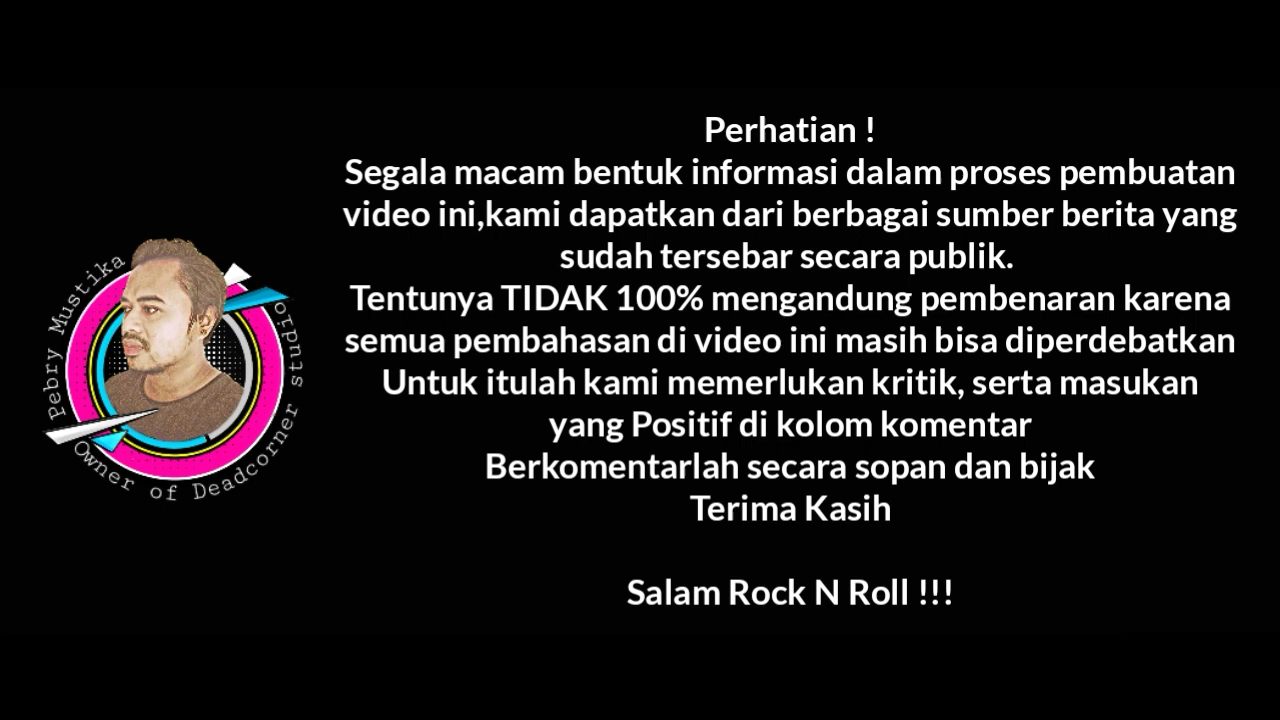 Pebry Mustika
Owner of Deadcorner studio
Perhatian !
Segala macam bentuk informasi dalam proses pembuatan
video ini,kami dapatkan dari berbagai sumber berita yang
sudah tersebar secara publik.
Tentunya TIDAK 100% mengandung pembenaran karena
semua pembahasan di video ini masih bisa diperdebatkan
Untuk itulah kami memerlukan kritik, serta masukan
yang Positif di kolom komentar
Berkomentarlah secara sopan dan bijak
Terima Kasih
Salam Rock N Roll !!!